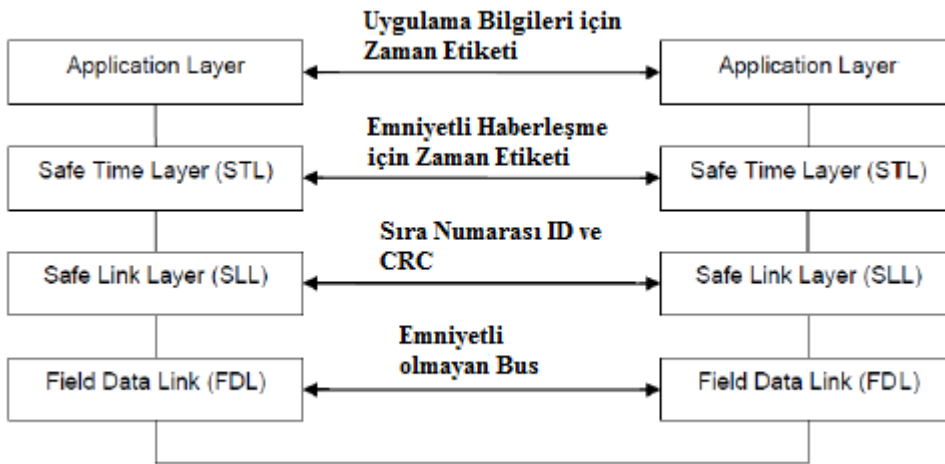 Uygulama Bilgileri için
Zaman Etiketi
Application Layer
Application Layer
Emniyetli Haberleşme
için Zaman Etiketi
Safe Time Layer (STL)
Safe Time Layer (STL)
Sıra Numarası ID ve
CRC
Safe Link Layer (SLL)
Safe Link Layer (SLL)
Emniyetli
olmayan Bus
Field Data Link (FDL)
Field Data Link (FDL)